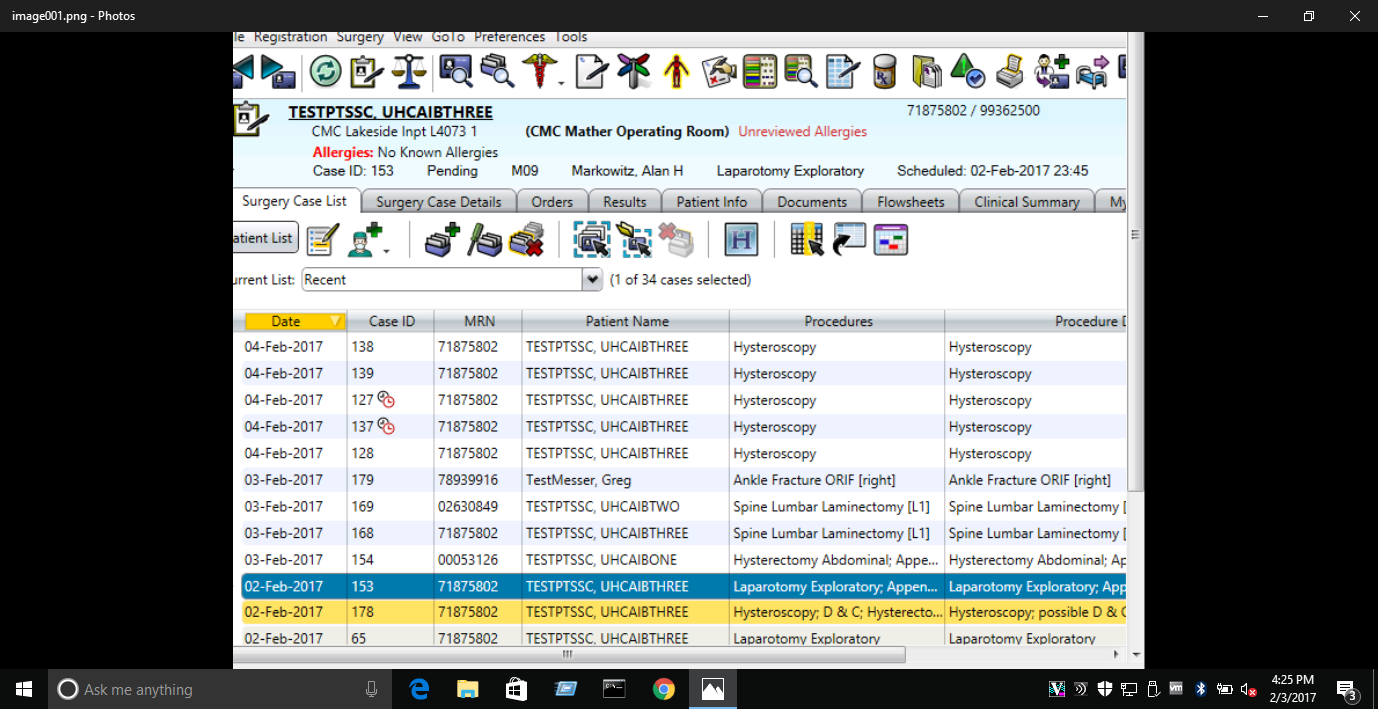 image001.png - Photos
le Registration Surgery View GoTo Preferences Tools
TESTPTSSC, UHCAIBTHREE 71875802 / 99362500
CMC Lakeside Inpt L4073 1 (CMC Mather Operating Room) Unreviewed Allergies
Allergies: No Known Allergies
Case ID: 153 Pending M09 Markowitz, Alan H Laparotomy Exploratory Scheduled: 02-Feb-2017 23:45
Surgery Case List Surgery Case Details Orders Results Patient Info Documents Flowsheets Clinical Summary My
atient List H
urrent List: Recent (1 of 34 cases selected)
Date Case ID MRN Patient Name Procedures Procedure D
04-Feb-2017 138 71875802 TESTPTSSC, UHCAIBTHREE Hysteroscopy Hysteroscopy
04-Feb-2017 139 71875802 TESTPTSSC, UHCAIBTHREE Hysteroscopy Hysteroscopy
04-Feb-2017 127 71875802 TESTPTSSC, UHCAIBTHREE Hysteroscopy Hysteroscopy
04-Feb-2017 137 71875802 TESTPTSSC, UHCAIBTHREE Hysteroscopy Hysteroscopy
04-Feb-2017 128 71875802 TESTPTSSC, UHCAIBTHREE Hysteroscopy Hysteroscopy
03-Feb-2017 179 78939916 TestMesser, Greg Ankle Fracture ORIF [right] Ankle Fracture ORIF [right]
03-Feb-2017 169 02630849 TESTPTSSC, UHCAIBTWO Spine Lumbar Laminectomy [L1] Spine Lumbar Laminectomy [
03-Feb-2017 168 71875802 TESTPTSSC, UHCAIBTHREE Spine Lumbar Laminectomy [L1] Spine Lumbar Laminectomy [
03-Feb-2017 154 00053126 TESTPTSSC, UHCAIBONE Hysterectomy Abdominal; Appe... Hysterectomy Abdominal; Ap
02-Feb-2017 153 71875802 TESTPTSSC, UHCAIBTHREE Laparotomy Exploratory; Appen... Laparotomy Exploratory; App
02-Feb-2017 178 71875802 TESTPTSSC, UHCAIBTHREE Hysteroscopy; D & C; Hysterecto... Hysteroscopy; possible D & C
02-Feb-2017 65 71875802 TESTPTSSC, UHCAIBTHREE Laparotomy Exploratory Laparotomy Exploratory
Ask me anything 4:25 PM
2/3/2017 3